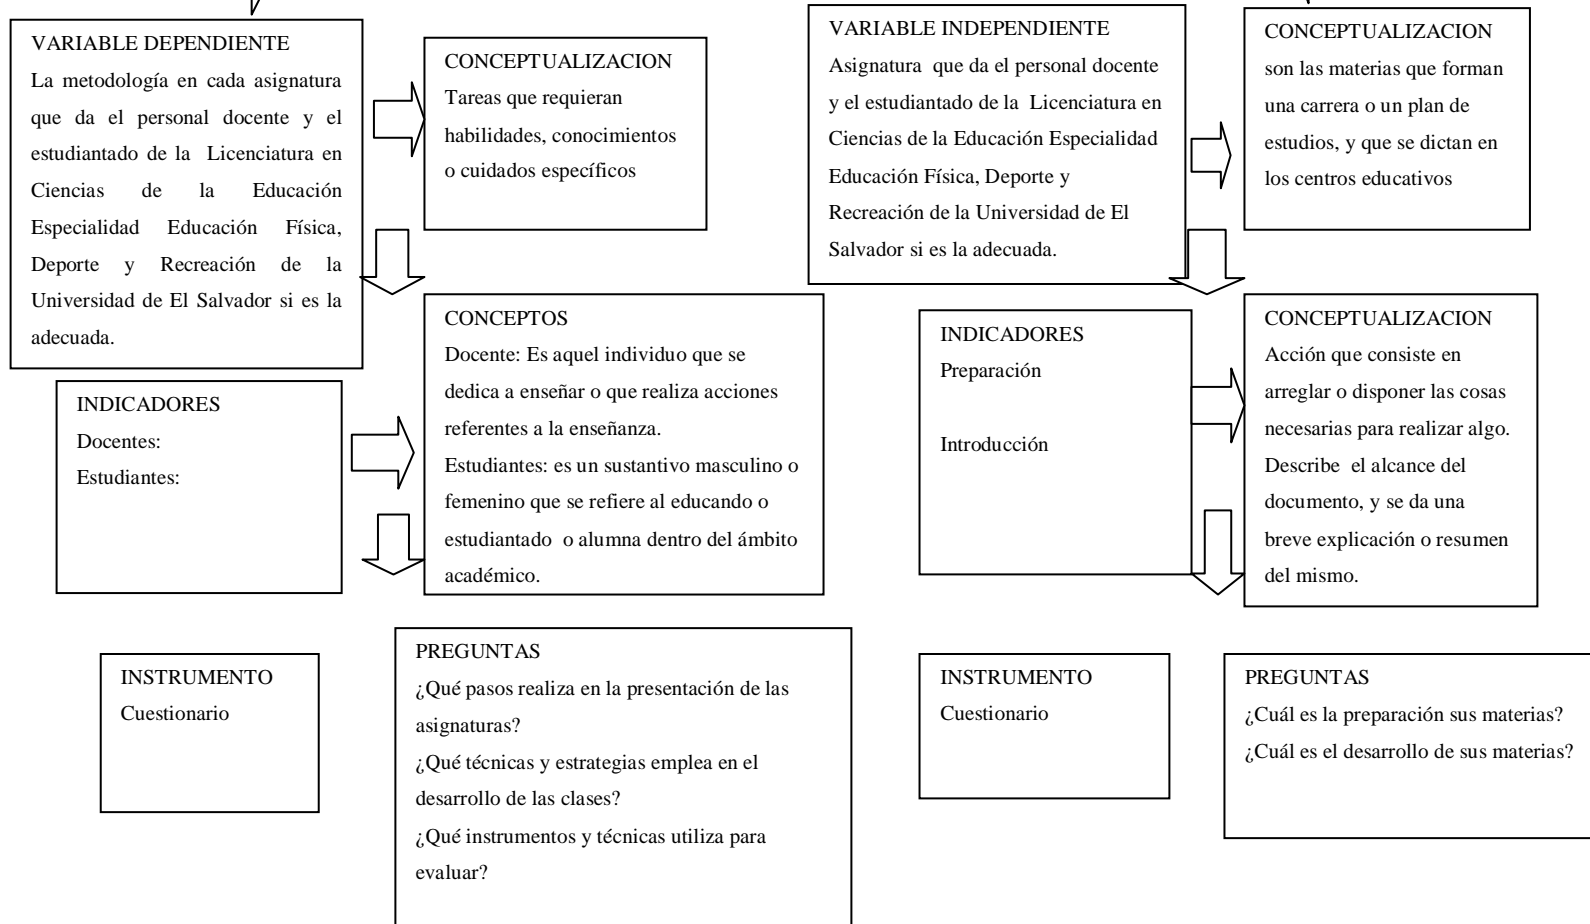 VARIABLE DEPENDIENTE
La metodología en cada asignatura
que da el personal docente y el
estudiantado de la Licenciatura en
Ciencias de la Educación
Especialidad Educación Física,
Deporte y Recreación de la
Universidad de El Salvador si es la
adecuada.
CONCEPTUALIZACION
Tareas que requieran
habilidades, conocimientos
o cuidados específicos
VARIABLE INDEPENDIENTE
Asignatura que da el personal docente
y el estudiantado de la Licenciatura en
Ciencias de la Educación Especialidad
Educación Física, Deporte y
Recreación de la Universidad de El
Salvador si es la adecuada.
CONCEPTUALIZACION
son las materias que forman
una carrera o un plan de
estudios, y que se dictan en
los centros educativos
INDICADORES
Docentes:
Estudiantes:
CONCEPTOS
Docente: Es aquel individuo que se
dedica a enseñar o que realiza acciones
referentes a la enseñanza.
Estudiantes: es un sustantivo masculino o
femenino que se refiere al educando o
estudiantado o alumna dentro del ámbito
académico.
INDICADORES
Preparación
Introducción
CONCEPTUALIZACION
Acción que consiste en
arreglar o disponer las cosas
necesarias para realizar algo.
Describe el alcance del
documento, y se da una
breve explicación o resumen
del mismo.
INSTRUMENTO
Cuestionario
PREGUNTAS
¿Qué pasos realiza en la presentación de las
asignaturas?
¿Qué técnicas y estrategias emplea en el
desarrollo de las clases?
¿Qué instrumentos y técnicas utiliza para
evaluar?
INSTRUMENTO
Cuestionario
PREGUNTAS
¿Cuál es la preparación sus materias?
¿Cuál es el desarrollo de sus materias?